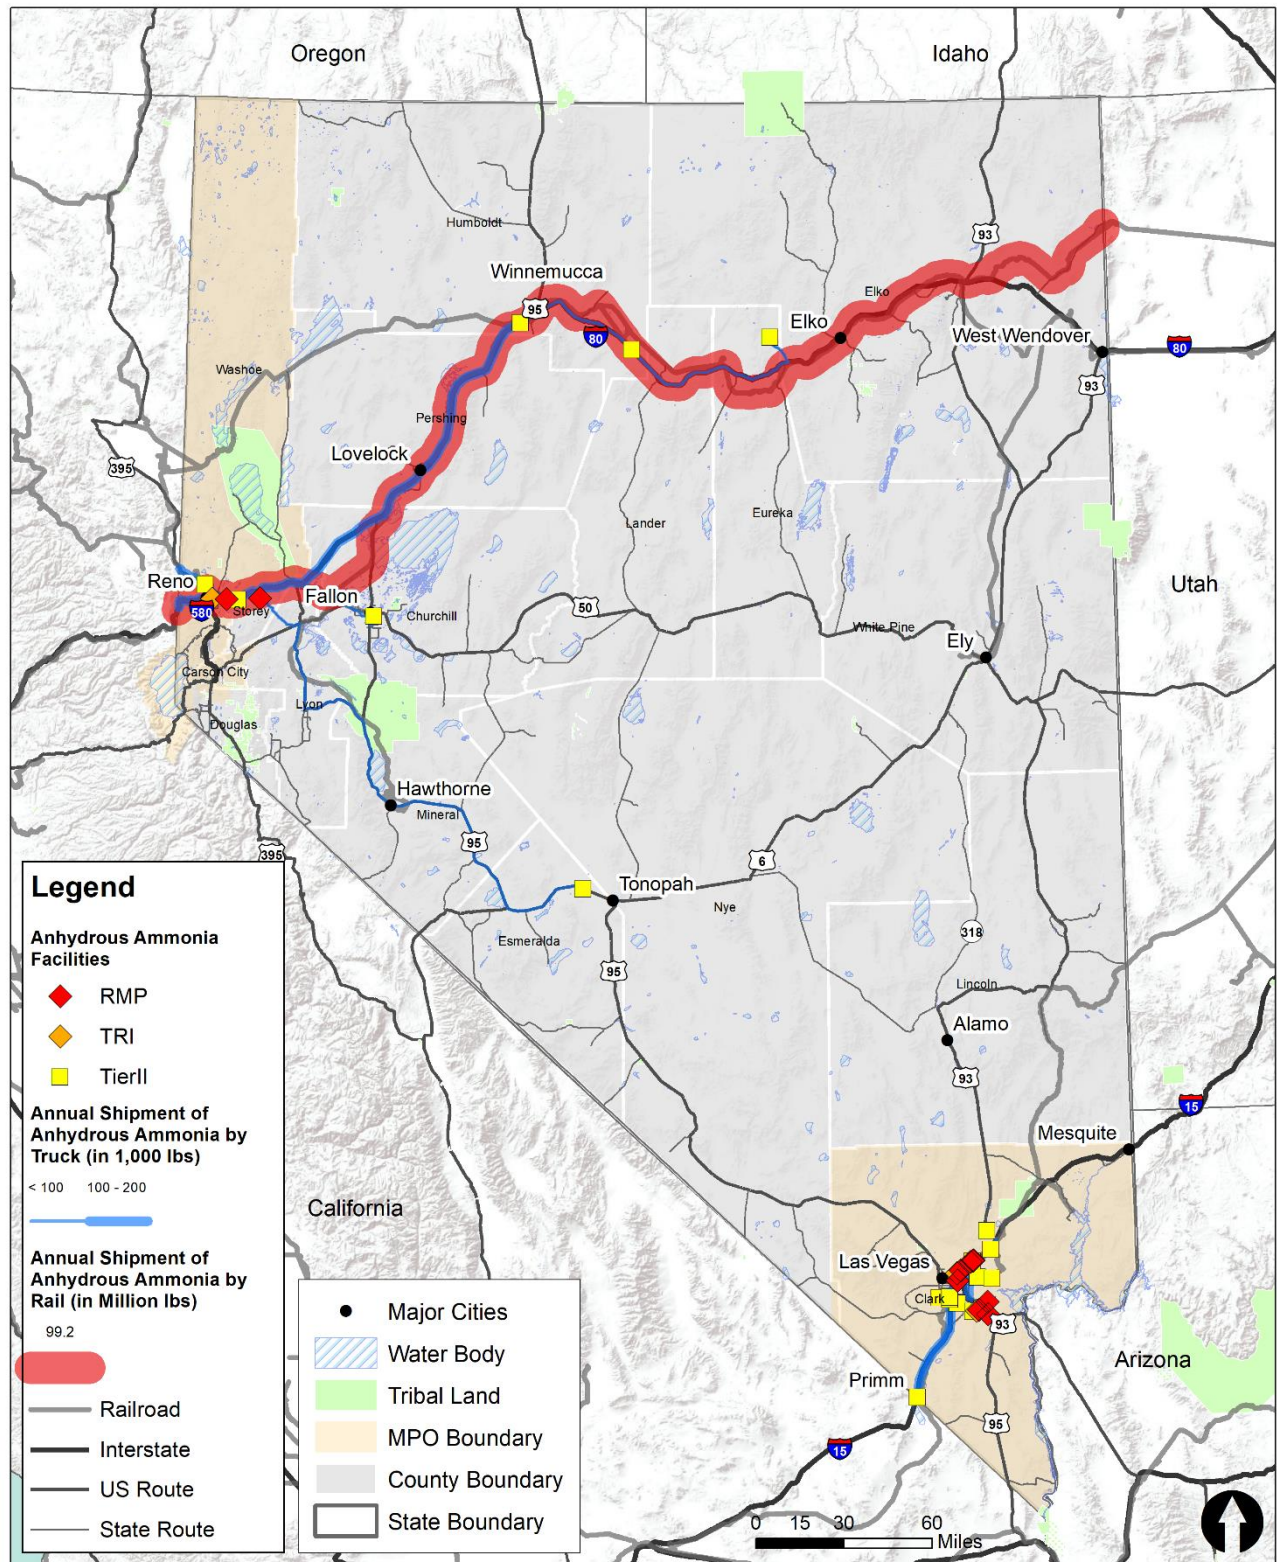 Oregon
Idaho
Humboldt
93
Winnemucca
95
Elko
80
Elko
West Wendover
80
93
Washoe
Pershing
Lovelock
395
Lander
Eureka
Reno
580
Storey
Fallon
Churchill
50
White Pine
Utah
Ely
Carson City
Lyon
Douglas
Hawthorne
Mineral
95
395
6
Tonopah
Nye
Esmeralda
95
318
Lincoln
Alamo
93
15
Mesquite
California
Las Vegas
Clark
93
Arizona
Primm
95
15
Legend
Anhydrous Ammonia
Facilities
RMP
TRI
TierII
Annual Shipment of
Anhydrous Ammonia by
Truck (in 1,000 lbs)
< 100 100 - 200
Annual Shipment of
Anhydrous Ammonia by
Rail (in Million lbs)
99.2
Railroad
Interstate
US Route
State Route
Major Cities
Water Body
Tribal Land
MPO Boundary
County Boundary
State Boundary
0 15 30 60
Miles